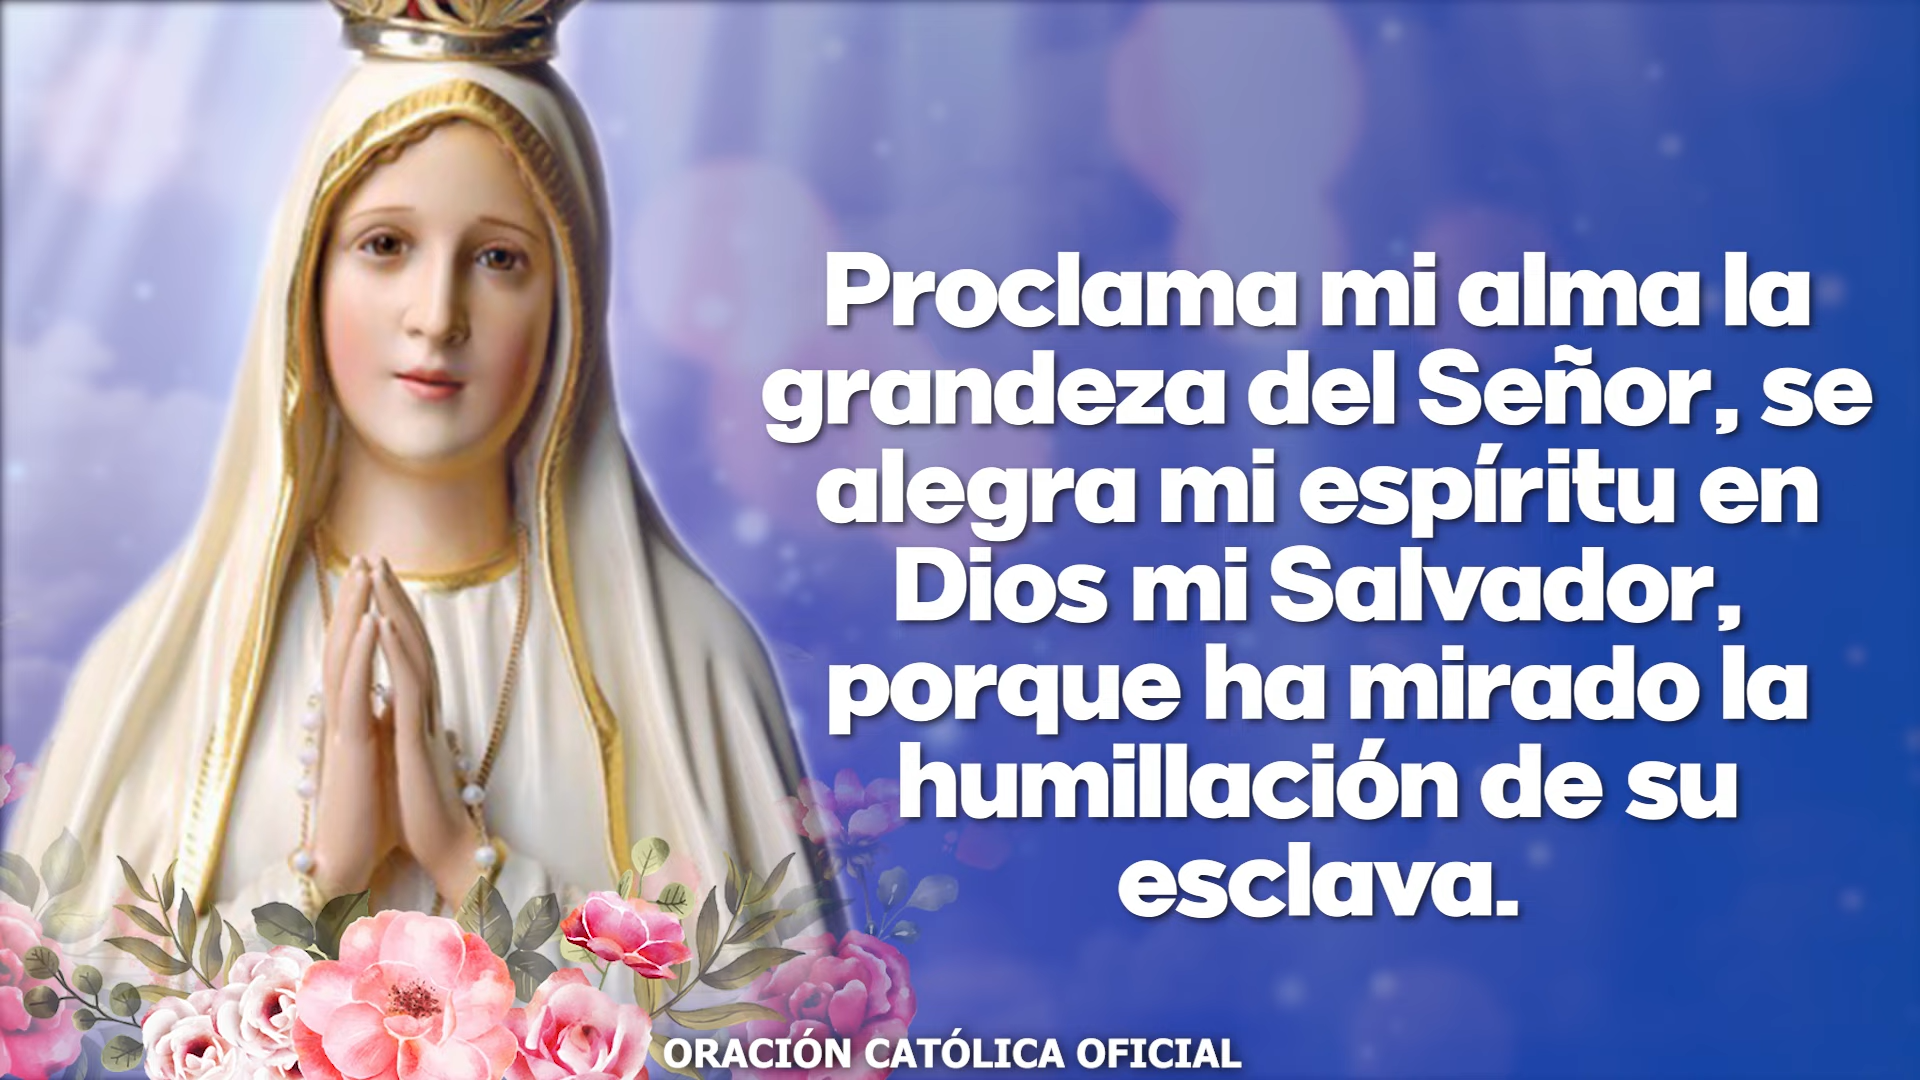 Proclama mi alma la
grandeza del Señor, se
alegra mi espíritu en
Dios mi Salvador,
porque ha mirado la
humillación de su
esclava.
ORACIÓN CATÓLICA OFICIAL